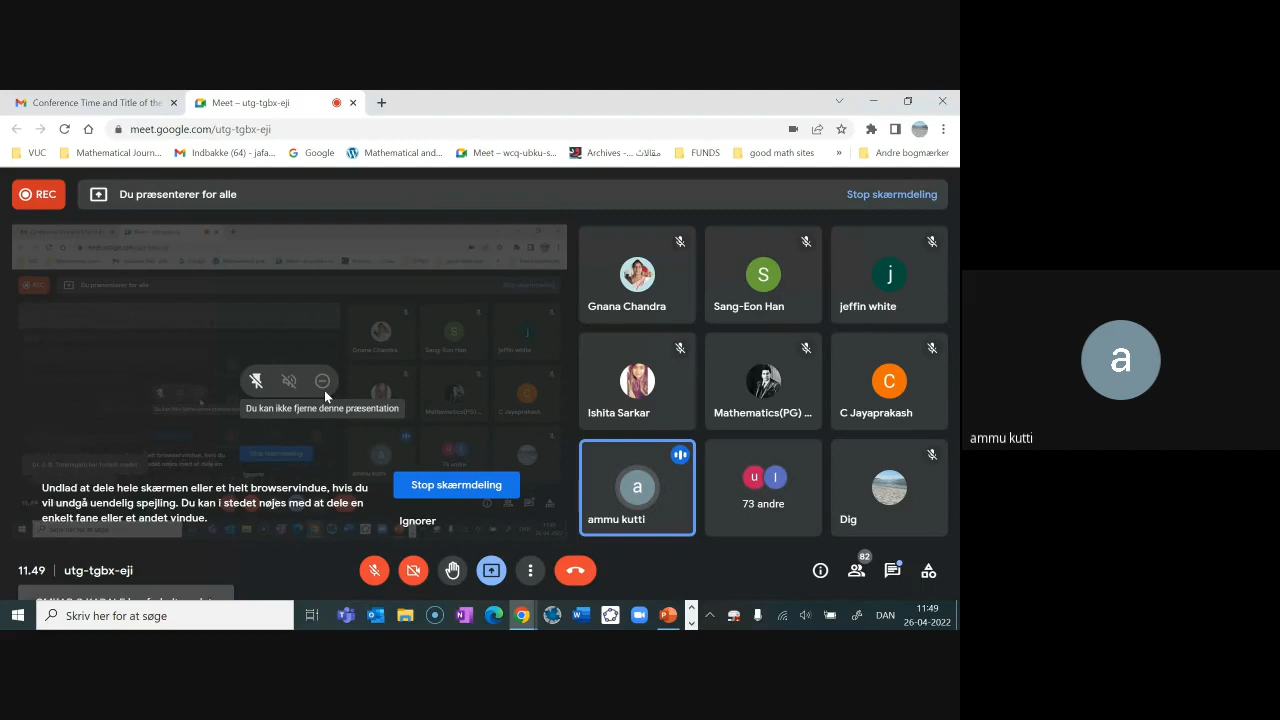 Conference Time and Title of the
Meet – utg-tgbx-eji
meet.google.com/utg-tgbx-eji
VUC
Mathematical Journ...
Indbakke (64) - jafa...
Google
Mathematical and...
Meet – wcq-ubku-s...
Archives -... مقالات
FUNDS
good math sites
»
Andre bogmærker
REC
Du præsenterer for alle
Stop skærmdeling
Gnana Chandra
S
Sang-Eon Han
j
jeffin white
Du kan ikke fjerne denne præsentation
Ishita Sarkar
Mathematics(PG) ...
C
C Jayaprakash
a
ammu kutti
u
I
73 andre
Dig
Undlad at dele hele skærmen eller et helt browservindue, hvis du
vil undgå uendelig spejling. Du kan i stedet nøjes med at dele en
enkelt fane eller et andet vindue.
Stop skærmdeling
Ignorer
11.49
utg-tgbx-eji
82
Skriv her for at søge
DAN
11:49
26-04-2022
a
ammu kutti